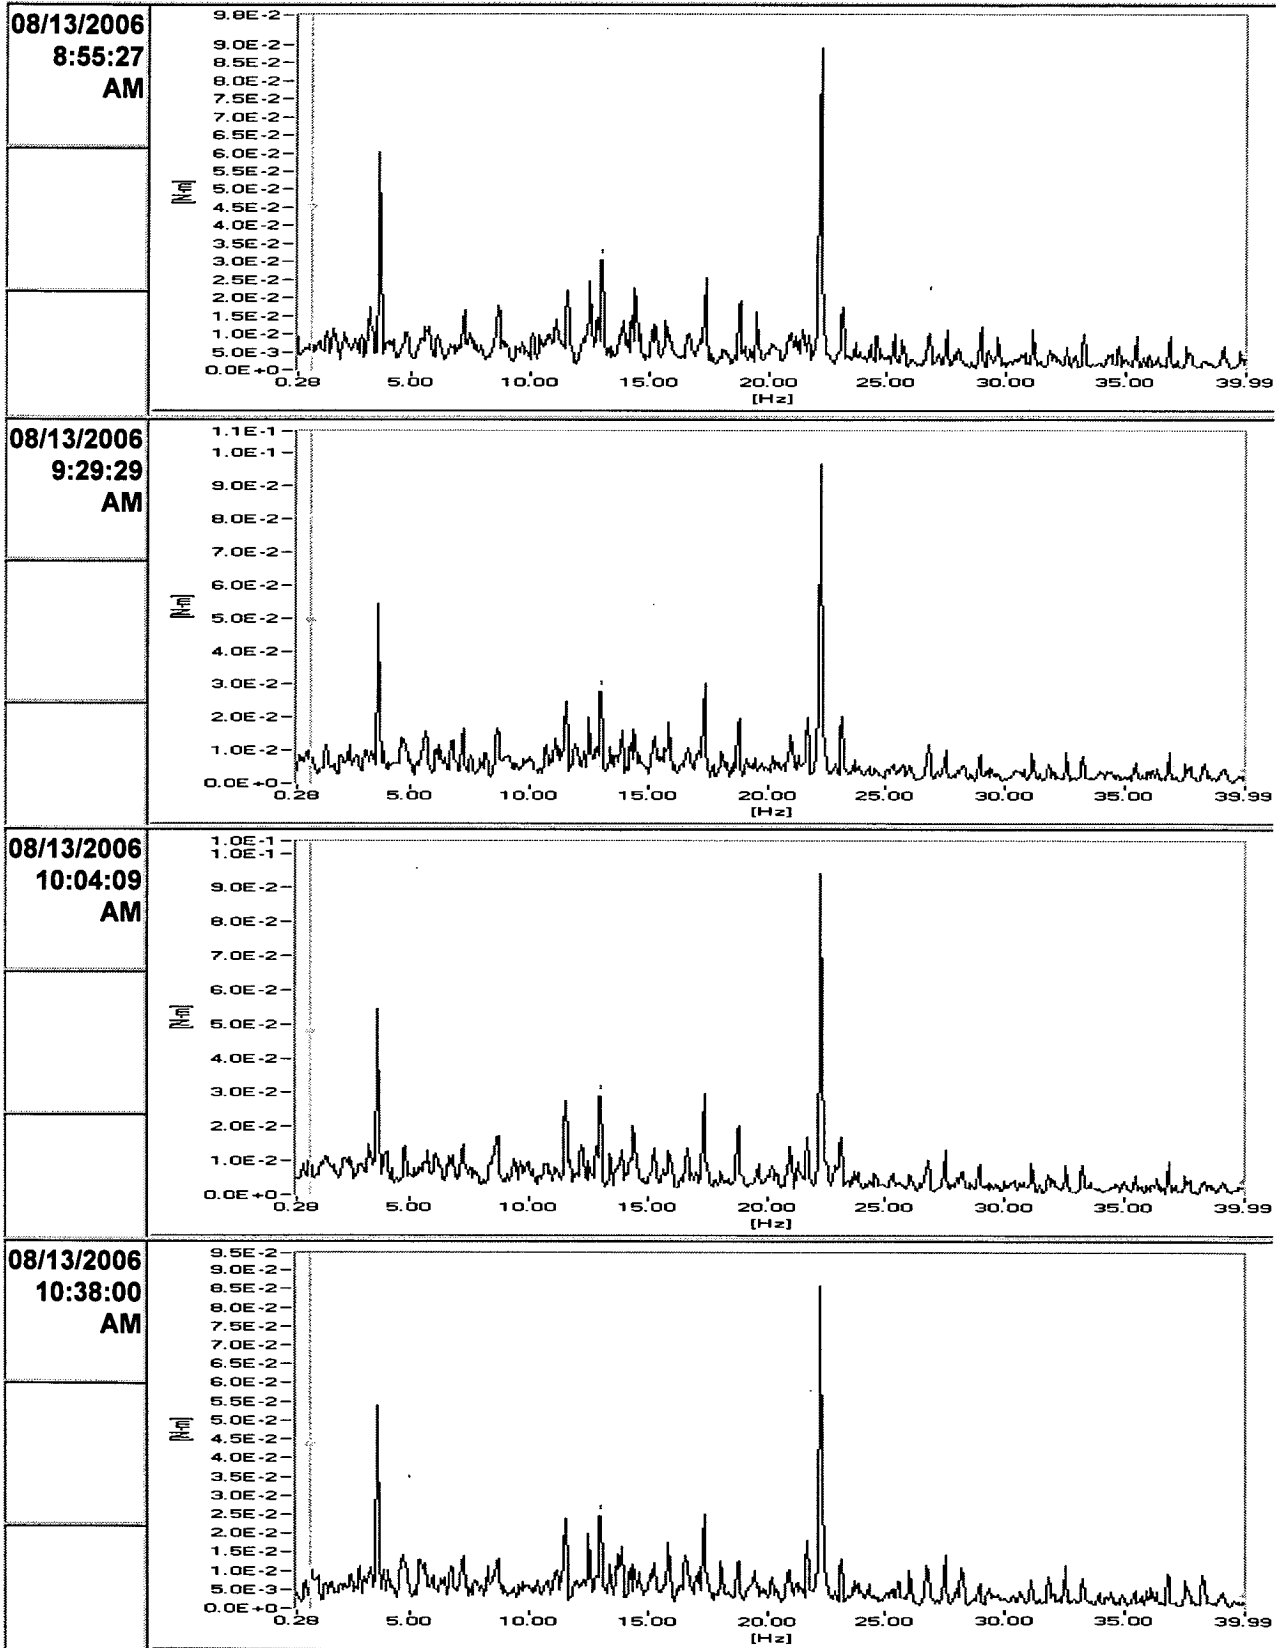 08/13/2006
8:55:27
AM
9.8E-2
9.0E-2
8.5E-2
8.0E-2
7.5E-2
7.0E-2
6.5E-2
6.0E-2
5.5E-2
5.0E-2
4.5E-2
4.0E-2
3.5E-2
3.0E-2
2.5E-2
2.0E-2
1.5E-2
1.0E-2
5.0E-3
0.0E+0
[N-m]
0.28 5.00 10.00 15.00 20.00 25.00 30.00 35.00 39.99
[Hz]
08/13/2006
9:29:29
AM
1.1E-1
1.0E-1
9.0E-2
8.0E-2
7.0E-2
6.0E-2
5.0E-2
4.0E-2
3.0E-2
2.0E-2
1.0E-2
0.0E+0
[N-m]
0.28 5.00 10.00 15.00 20.00 25.00 30.00 35.00 39.99
[Hz]
08/13/2006
10:04:09
AM
1.0E-1
1.0E-1
9.0E-2
8.0E-2
7.0E-2
6.0E-2
5.0E-2
4.0E-2
3.0E-2
2.0E-2
1.0E-2
0.0E+0
[N-m]
0.28 5.00 10.00 15.00 20.00 25.00 30.00 35.00 39.99
[Hz]
08/13/2006
10:38:00
AM
9.5E-2
9.0E-2
8.5E-2
8.0E-2
7.5E-2
7.0E-2
6.5E-2
6.0E-2
5.5E-2
5.0E-2
4.5E-2
4.0E-2
3.5E-2
3.0E-2
2.5E-2
2.0E-2
1.5E-2
1.0E-2
5.0E-3
0.0E+0
[N-m]
0.28 5.00 10.00 15.00 20.00 25.00 30.00 35.00 39.99
[Hz]